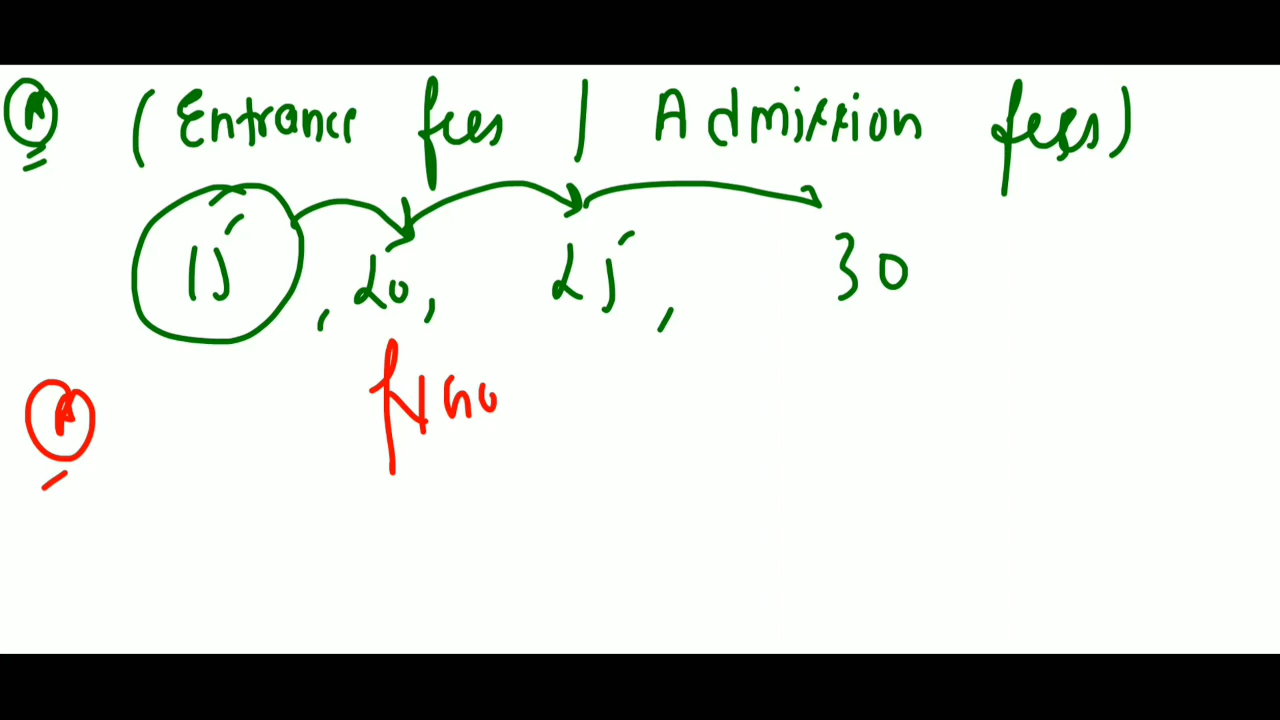 (Entrance fees / Admission fees)
15, 20, 25, 30